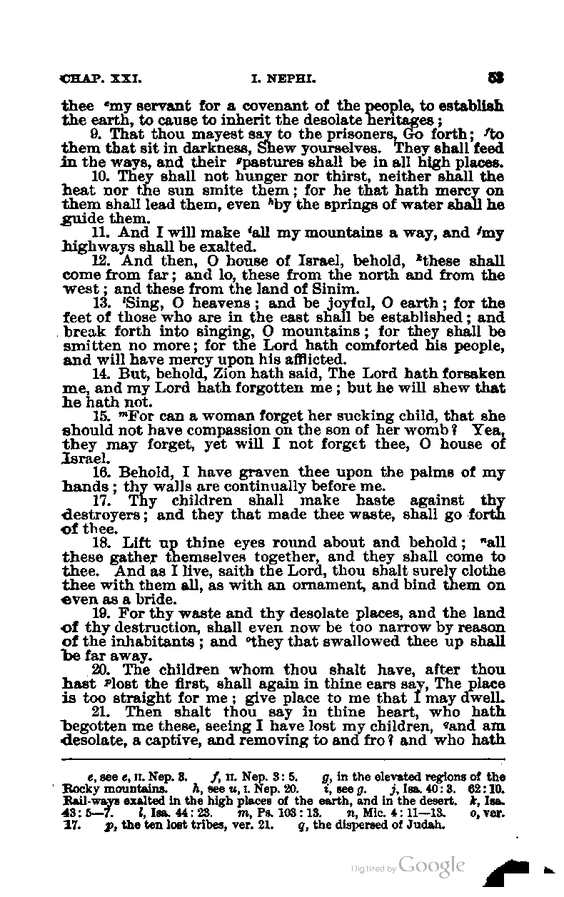 CHAP. XXI. I. NEPHI. 53
thee ᵉmy servant for a covenant of the people, to establish
the earth, to cause to inherit the desolate heritages;
9. That thou mayest say to the prisoners, Go forth; ᶠto
them that sit in darkness, Shew yourselves. They shall feed
in the ways, and their ᵍpastures shall be in all high places.
10. They shall not hunger nor thirst, neither shall the
heat nor the sun smite them; for he that hath mercy on
them shall lead them, even ʰby the springs of water shall he
guide them.
11. And I will make ⁱall my mountains a way, and ʲmy
highways shall be exalted.
12. And then, O house of Israel, behold, ᵏthese shall
come from far; and lo, these from the north and from the
west; and these from the land of Sinim.
13. ˡSing, O heavens; and be joyful, O earth; for the
feet of those who are in the east shall be established; and
break forth into singing, O mountains; for they shall be
smitten no more; for the Lord hath comforted his people,
and will have mercy upon his afflicted.
14. But, behold, Zion hath said, The Lord hath forsaken
me, and my Lord hath forgotten me; but he will shew that
he hath not.
15. ᵐFor can a woman forget her sucking child, that she
should not have compassion on the son of her womb? Yea,
they may forget, yet will I not forget thee, O house of
Israel.
16. Behold, I have graven thee upon the palms of my
hands; thy walls are continually before me.
17. Thy children shall make haste against thy
destroyers; and they that made thee waste, shall go forth
of thee.
18. Lift up thine eyes round about and behold; ⁿall
these gather themselves together, and they shall come to
thee. And as I live, saith the Lord, thou shalt surely clothe
thee with them all, as with an ornament, and bind them on
even as a bride.
19. For thy waste and thy desolate places, and the land
of thy destruction, shall even now be too narrow by reason
of the inhabitants; and ᵒthey that swallowed thee up shall
be far away.
20. The children whom thou shalt have, after thou
hast ᵖlost the first, shall again in thine ears say, The place
is too straight for me; give place to me that I may dwell.
21. Then shalt thou say in thine heart, who hath
begotten me these, seeing I have lost my children, ᑫand am
desolate, a captive, and removing to and fro? and who hath
e, see e, II. Nep. 3. f, II. Nep. 3: 5. g, in the elevated regions of the
Rocky mountains. h, see u, I. Nep. 20. i, see g. j, Isa. 40: 3. 62: 10.
Rail-ways exalted in the high places of the earth, and in the desert. k, Isa.
43: 5—7. l, Isa. 44: 23. m, Ps. 103: 13. n, Mic. 4: 11—13. o, ver.
17. p, the ten lost tribes, ver. 21. q, the dispersed of Judah.
Digitized by Google